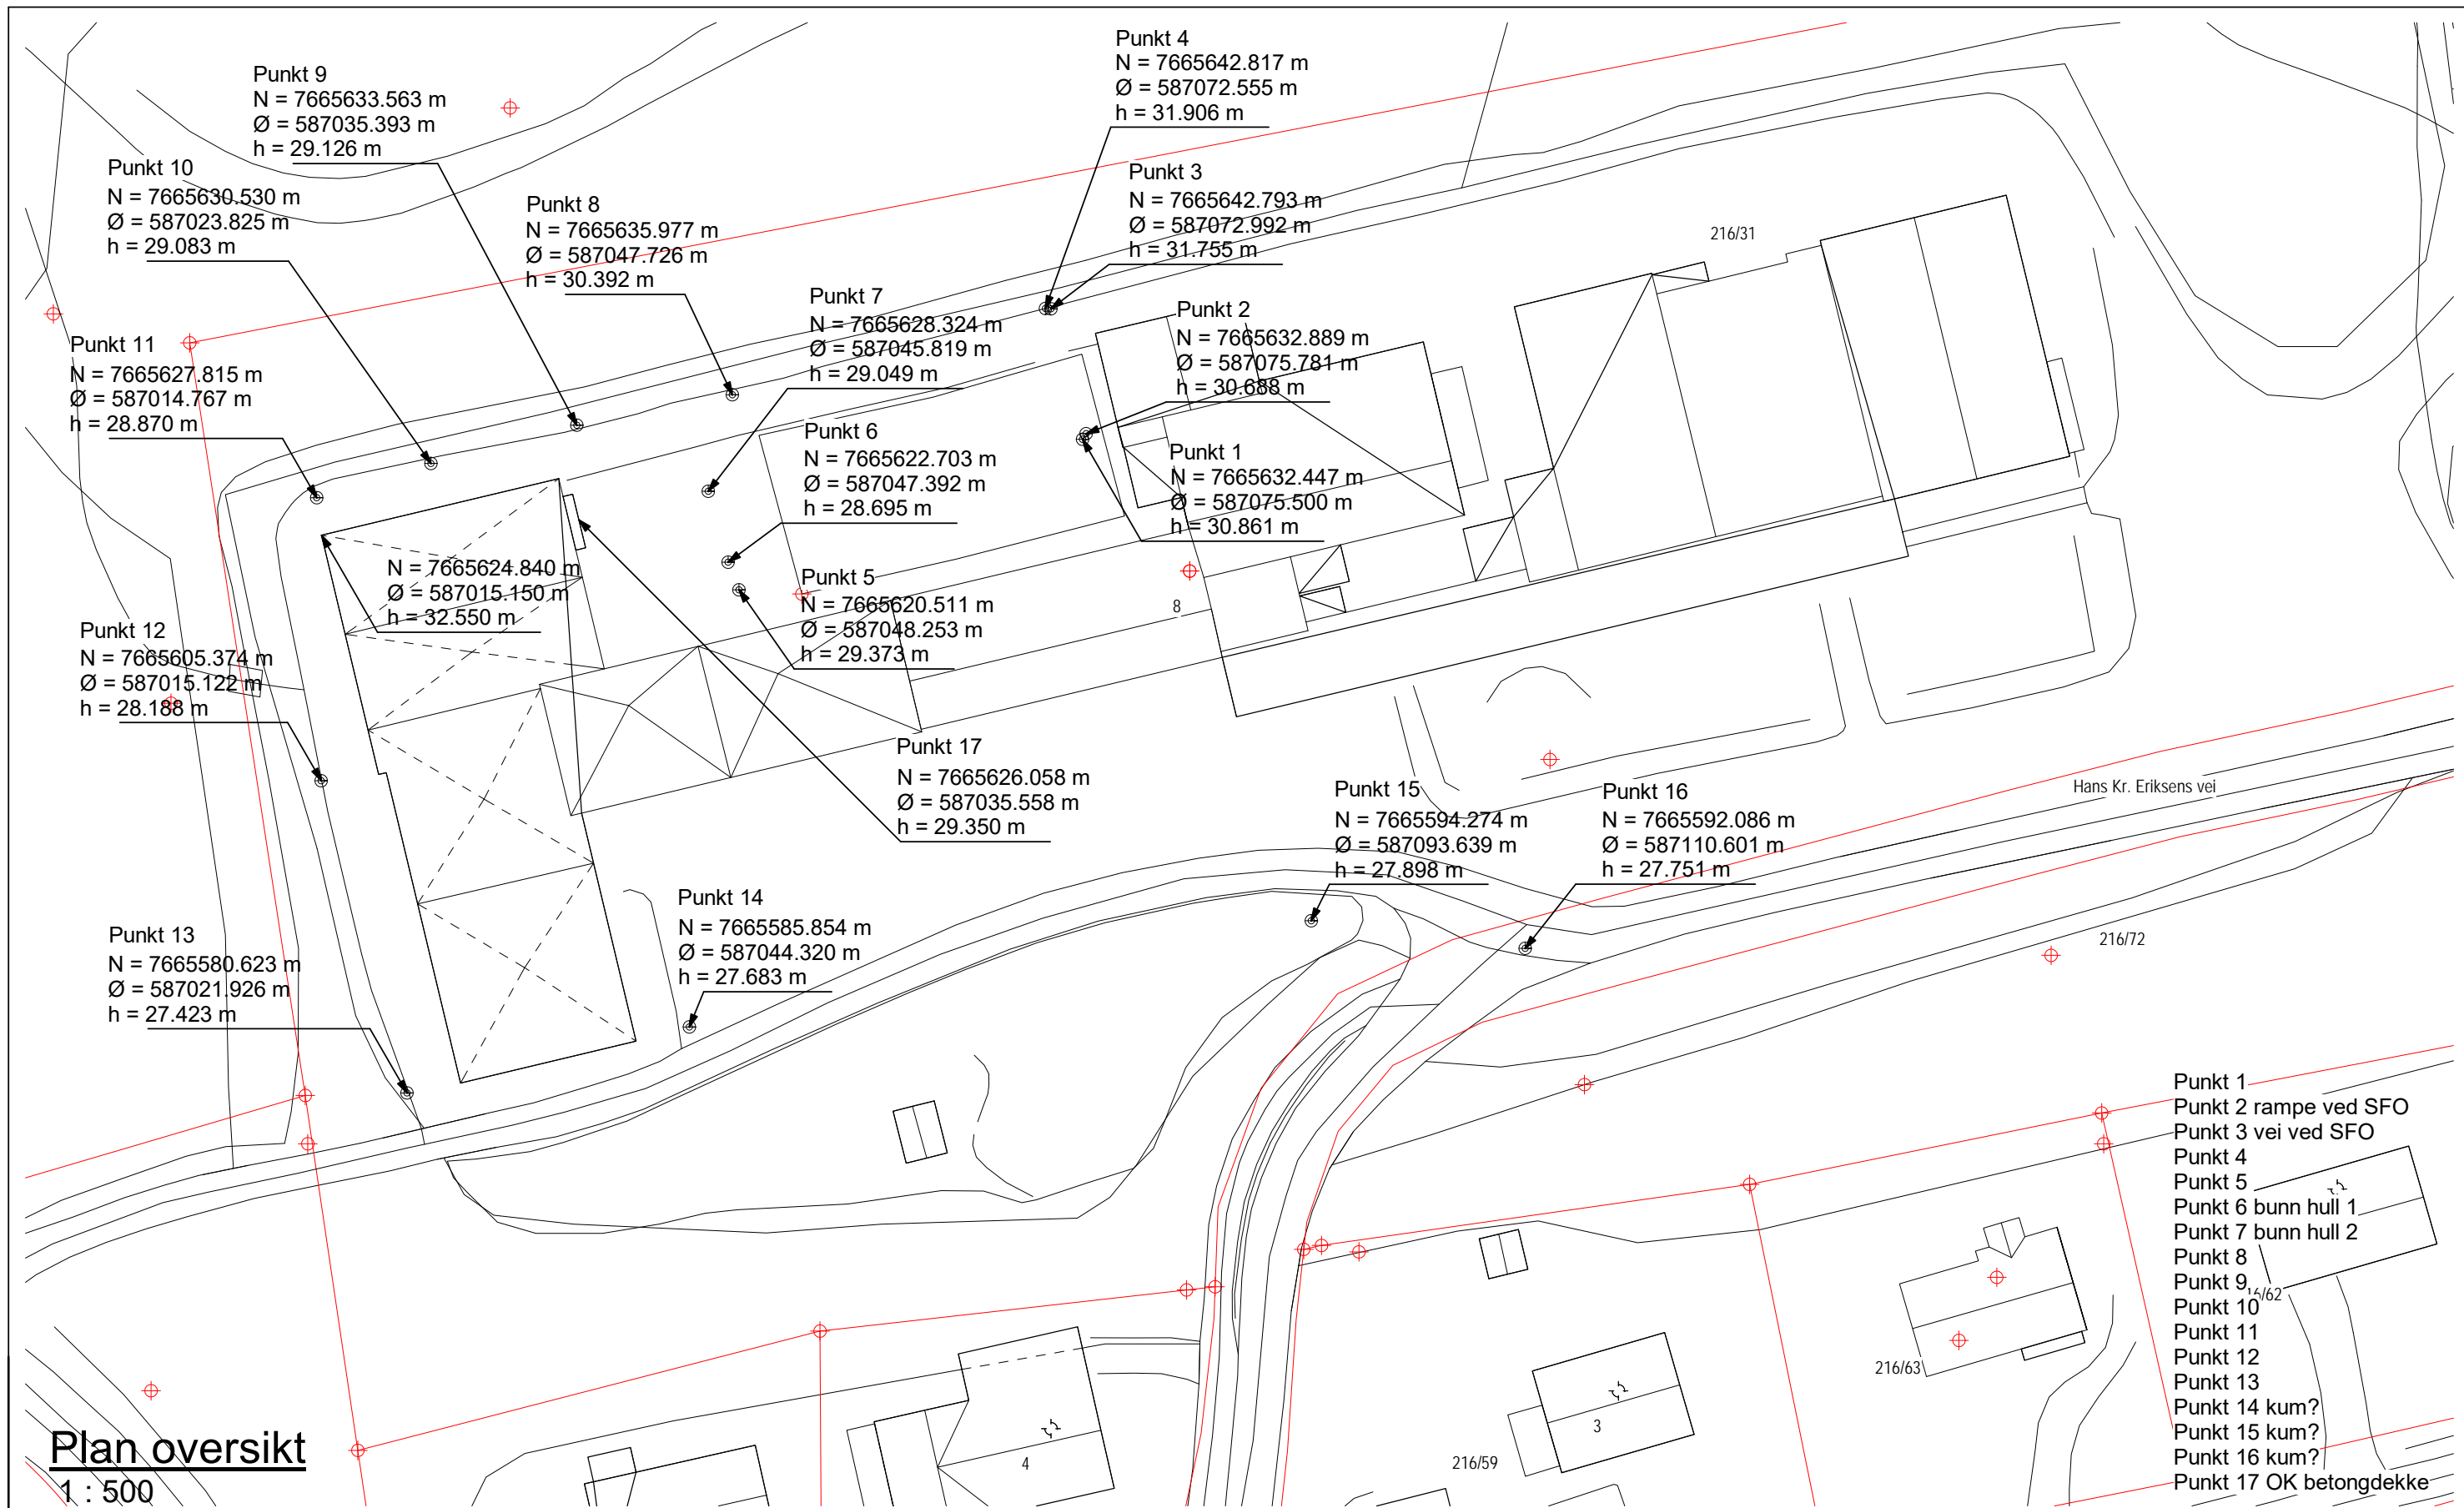 Punkt 4
N = 7665642.817 m
Ø = 587072.555 m
h = 31.906 m
Punkt 9
N = 7665633.563 m
Ø = 587035.393 m
h = 29.126 m
Punkt 10
N = 7665630.530 m
Ø = 587023.825 m
h = 29.083 m
Punkt 3
N = 7665642.793 m
Ø = 587072.992 m
h = 31.755 m
Punkt 8
N = 7665635.977 m
Ø = 587047.726 m
h = 30.392 m
216/31
Punkt 7
N = 7665628.324 m
Ø = 587045.819 m
h = 29.049 m
Punkt 2
N = 7665632.889 m
Ø = 587075.781 m
h = 30.688 m
Punkt 11
N = 7665627.815 m
Ø = 587014.767 m
h = 28.870 m
Punkt 6
N = 7665622.703 m
Ø = 587047.392 m
h = 28.695 m
Punkt 1
N = 7665632.447 m
Ø = 587075.500 m
h = 30.861 m
N = 7665624.840 m
Ø = 587015.150 m
h = 32.550 m
Punkt 5
N = 7665620.511 m
Ø = 587048.253 m
h = 29.373 m
8
Punkt 12
N = 7665605.374 m
Ø = 587015.122 m
h = 28.188 m
Punkt 17
N = 7665626.058 m
Ø = 587035.558 m
h = 29.350 m
Punkt 15
N = 7665594.274 m
Ø = 587093.639 m
h = 27.898 m
Punkt 16
N = 7665592.086 m
Ø = 587110.601 m
h = 27.751 m
Hans Kr. Eriksens vei
Punkt 14
N = 7665585.854 m
Ø = 587044.320 m
h = 27.683 m
Punkt 13
N = 7665580.623 m
Ø = 587021.926 m
h = 27.423 m
216/72
Punkt 1
Punkt 2 rampe ved SFO
Punkt 3 vei ved SFO
Punkt 4
Punkt 5
Punkt 6 bunn hull 1
Punkt 7 bunn hull 2
Punkt 8
Punkt 9
Punkt 10
Punkt 11
Punkt 12
Punkt 13
Punkt 14 kum?
Punkt 15 kum?
Punkt 16 kum?
Punkt 17 OK betongdekke
216/63
3
216/59
4
Plan oversikt
1 : 500